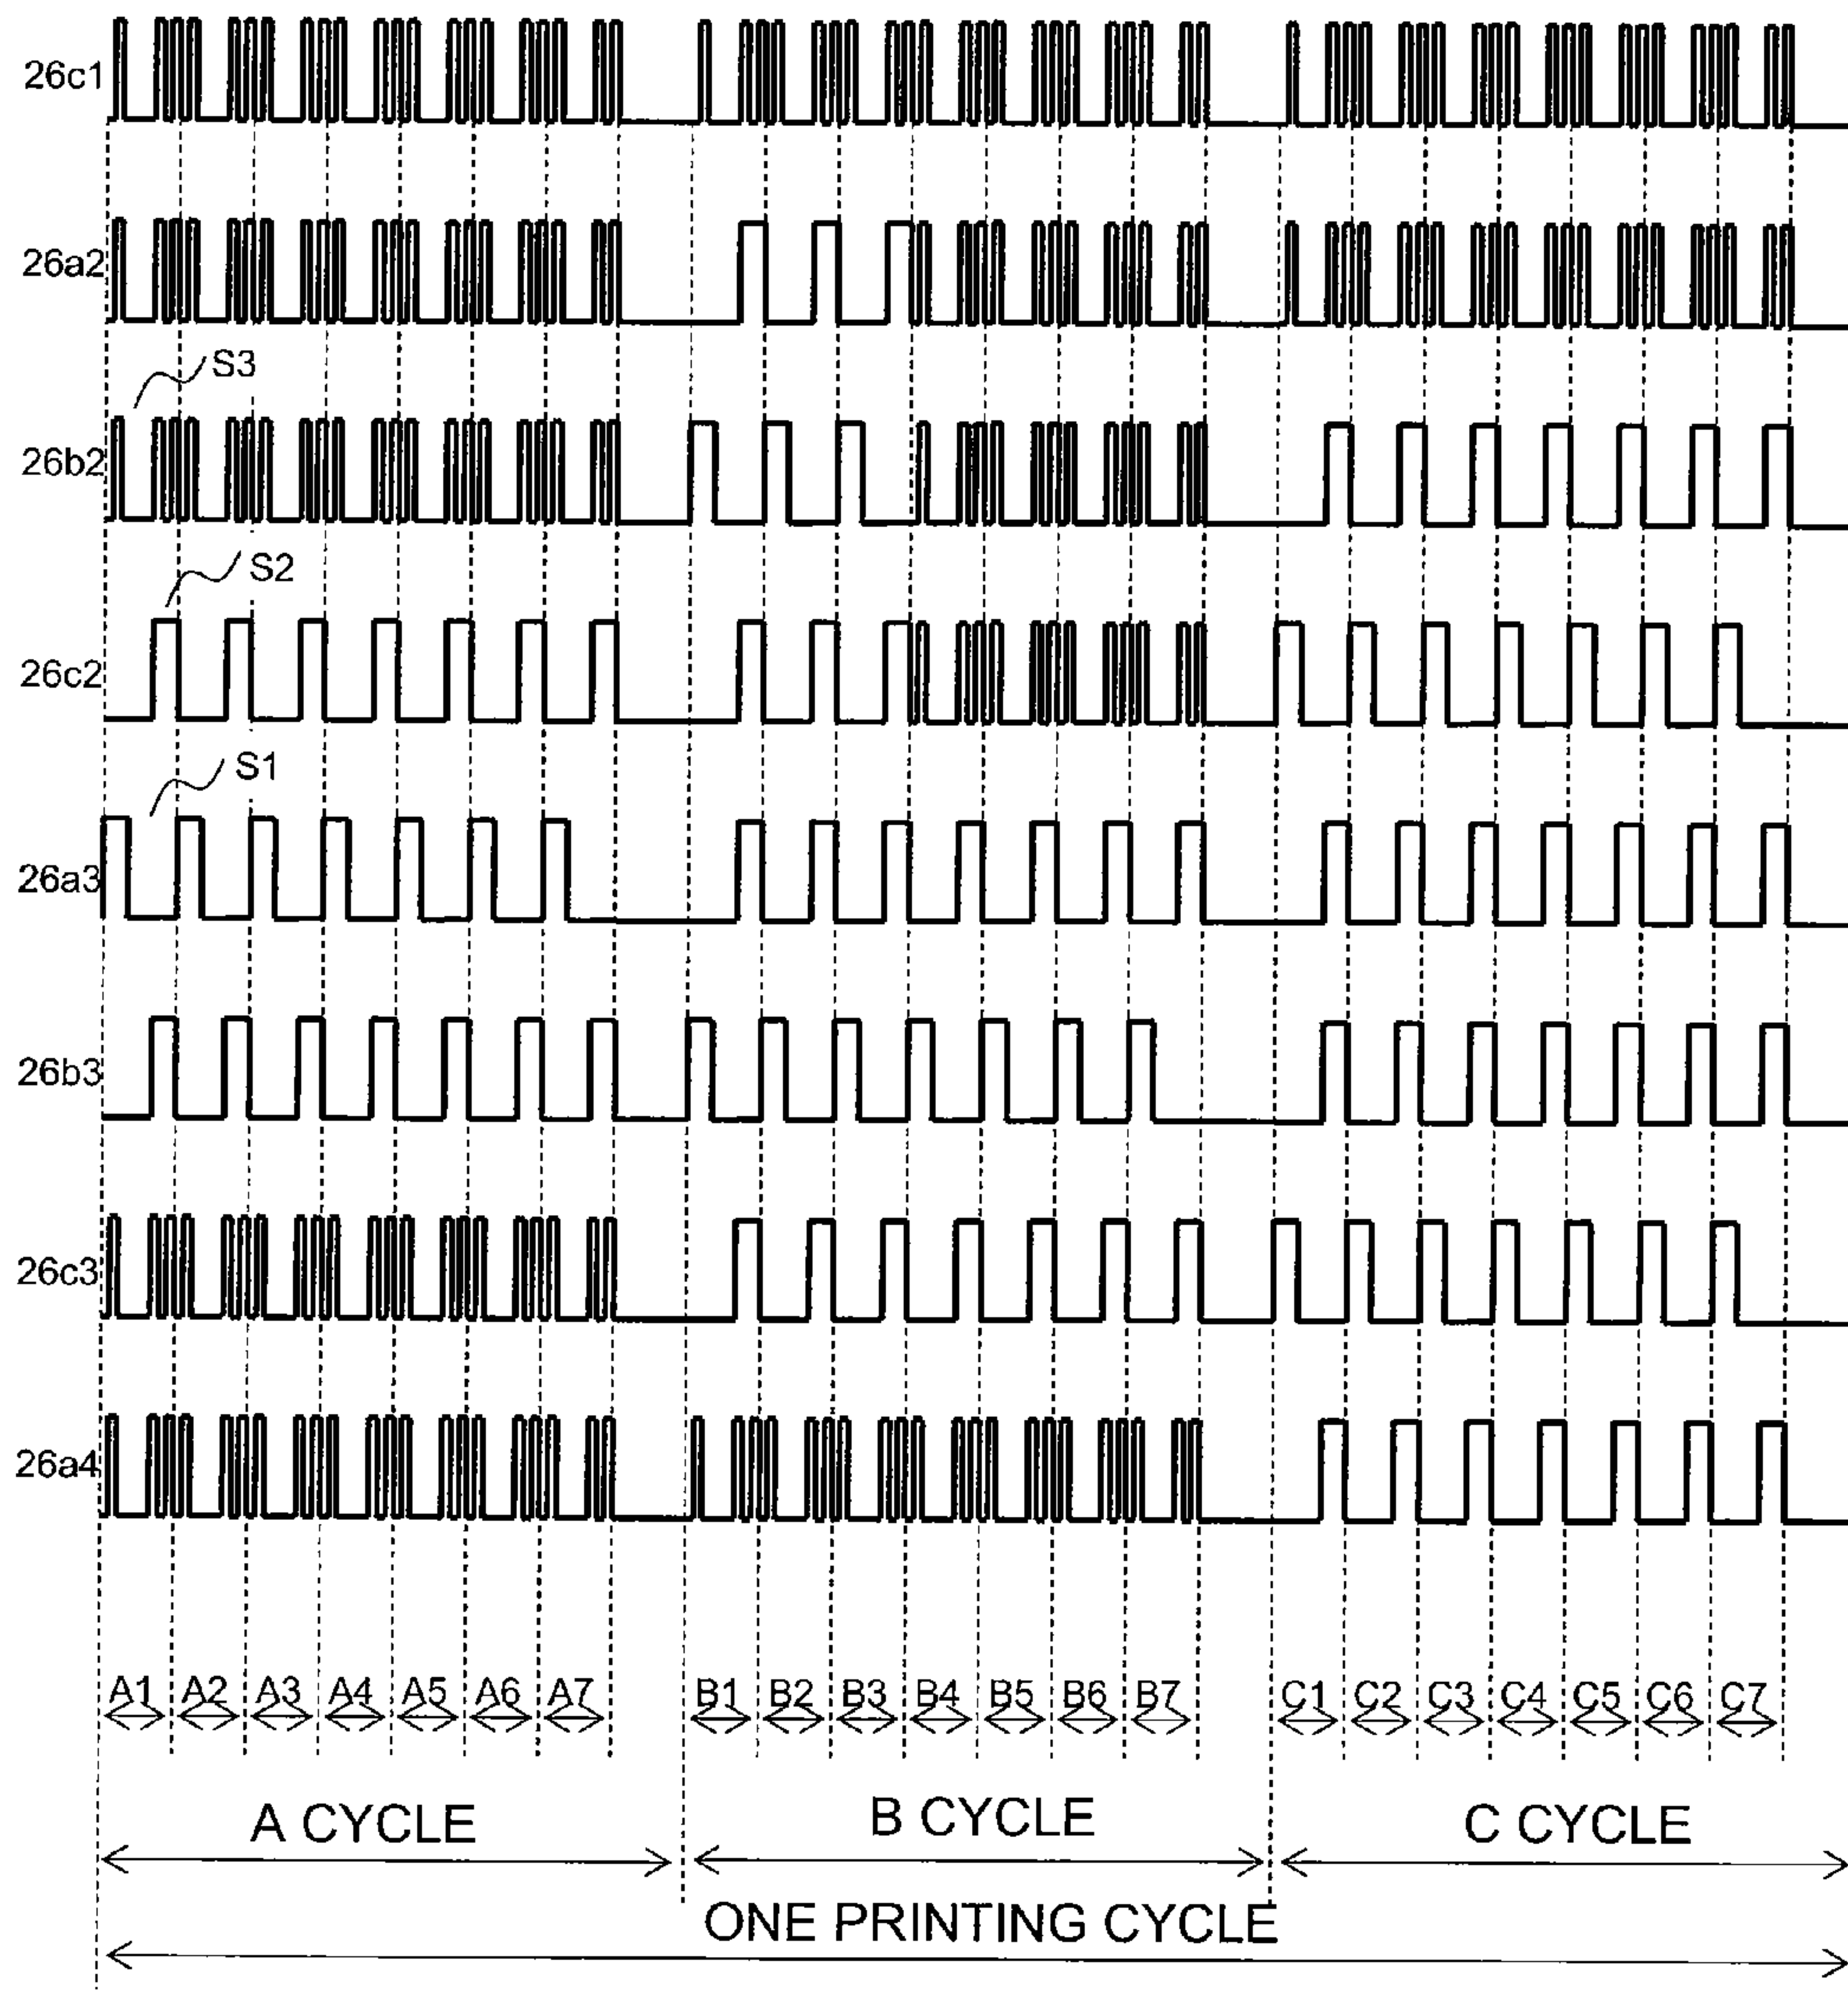 26c1
26a2
S3
26b2
S2
26c2
S1
26a3
26b3
26c3
26a4
A1 A2 A3 A4 A5 A6 A7 B1 B2 B3 B4 B5 B6 B7 C1 C2 C3 C4 C5 C6 C7
A CYCLE B CYCLE C CYCLE
ONE PRINTING CYCLE